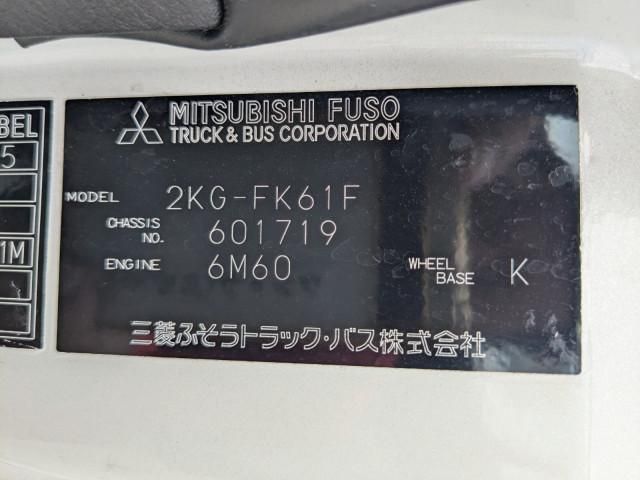 MITSUBISHI FUSO
TRUCK & BUS CORPORATION
BEL
5
MODEL 2KG-FK61F
CHASSIS NO. 601719
1M
ENGINE 6M60
WHEEL BASE K
三菱ふそうトラック・バス株式会社